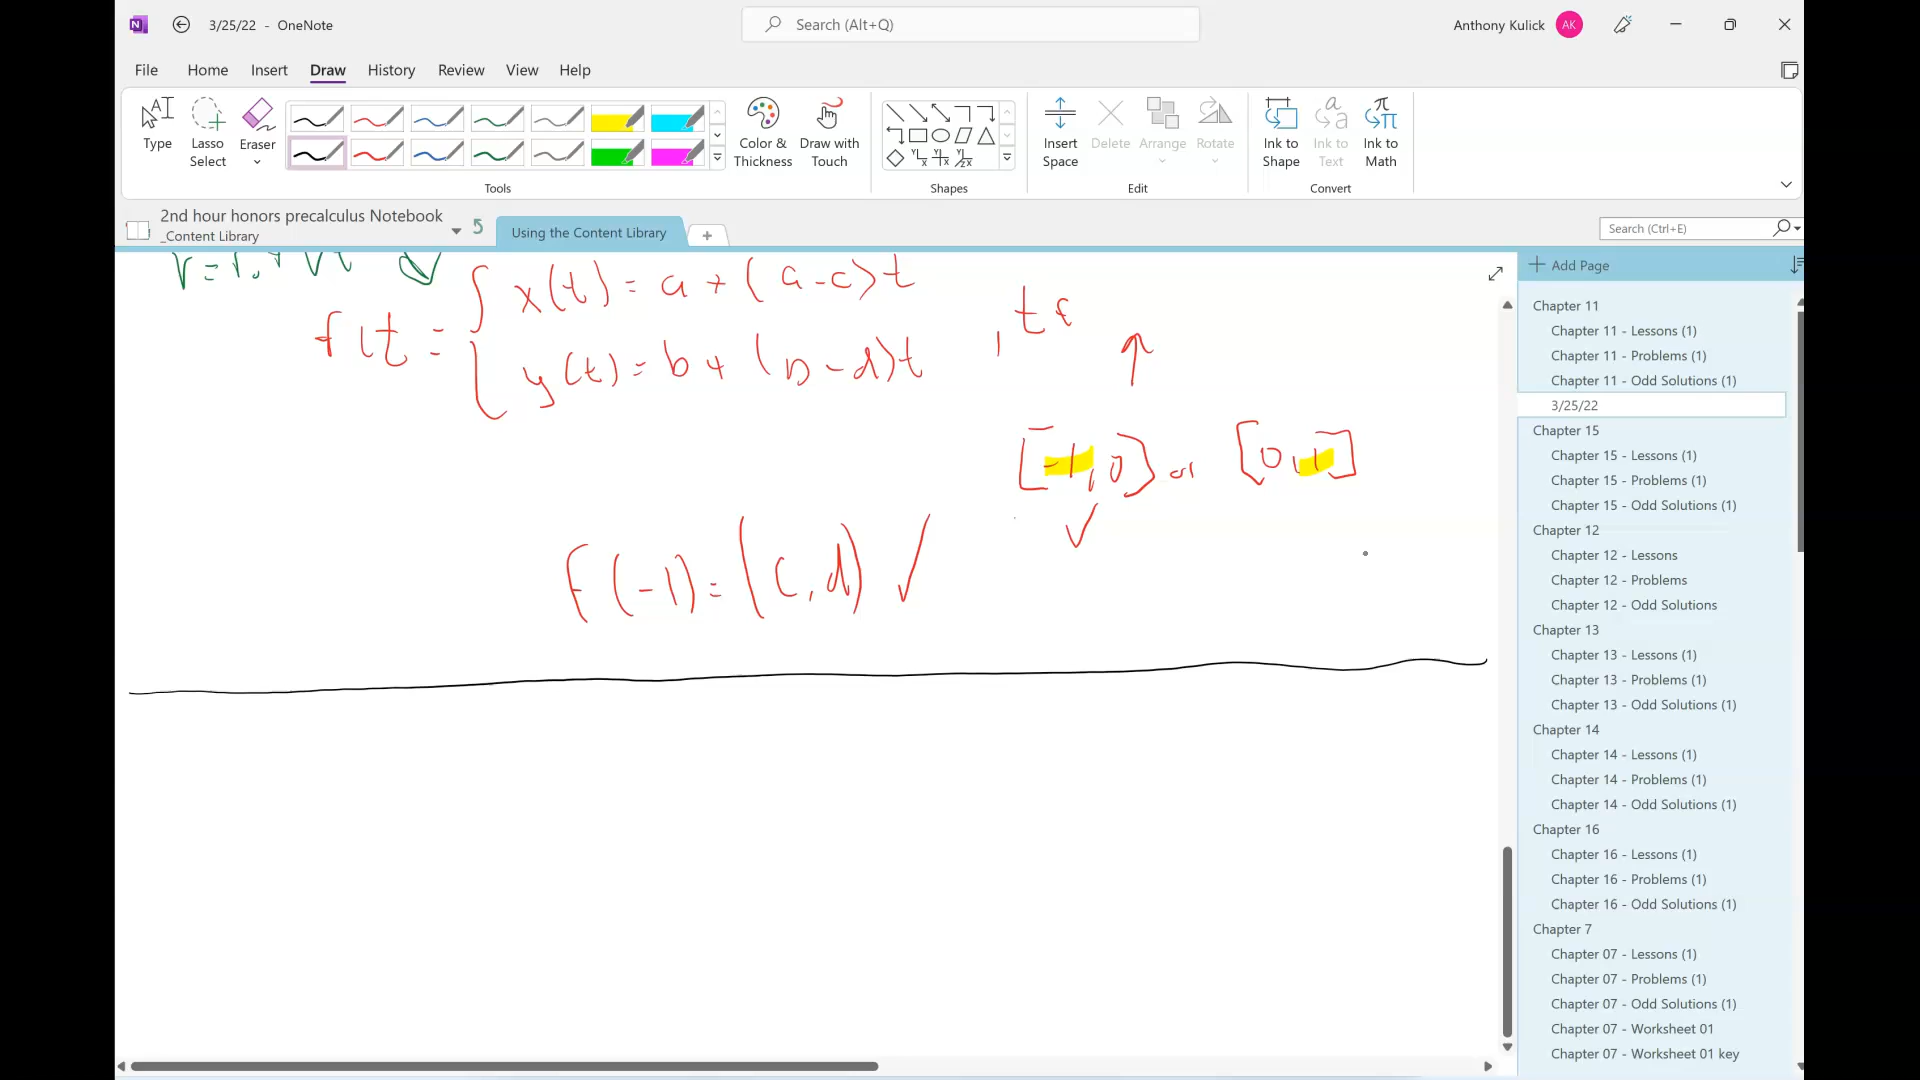 3/25/22 - OneNote
Search (Alt+Q)
Anthony Kulick AK
File Home Insert Draw History Review View Help
Type
Lasso Select
Eraser
Color & Thickness
Draw with Touch
Insert Space
Delete
Arrange
Rotate
Ink to Shape
Ink to Text
Ink to Math
Tools
Shapes
Edit
Convert
2nd hour honors precalculus Notebook
_Content Library
Using the Content Library
Search (Ctrl+E)
x(t) = a + (a - c)t
f(t =
, t ε
y(t) = b + (b - d)t
[-1, 0] or [0, 1]
f(-1) = (c, d) ✓
✓
Add Page
Chapter 11
Chapter 11 - Lessons (1)
Chapter 11 - Problems (1)
Chapter 11 - Odd Solutions (1)
3/25/22
Chapter 15
Chapter 15 - Lessons (1)
Chapter 15 - Problems (1)
Chapter 15 - Odd Solutions (1)
Chapter 12
Chapter 12 - Lessons
Chapter 12 - Problems
Chapter 12 - Odd Solutions
Chapter 13
Chapter 13 - Lessons (1)
Chapter 13 - Problems (1)
Chapter 13 - Odd Solutions (1)
Chapter 14
Chapter 14 - Lessons (1)
Chapter 14 - Problems (1)
Chapter 14 - Odd Solutions (1)
Chapter 16
Chapter 16 - Lessons (1)
Chapter 16 - Problems (1)
Chapter 16 - Odd Solutions (1)
Chapter 7
Chapter 07 - Lessons (1)
Chapter 07 - Problems (1)
Chapter 07 - Odd Solutions (1)
Chapter 07 - Worksheet 01
Chapter 07 - Worksheet 01 key